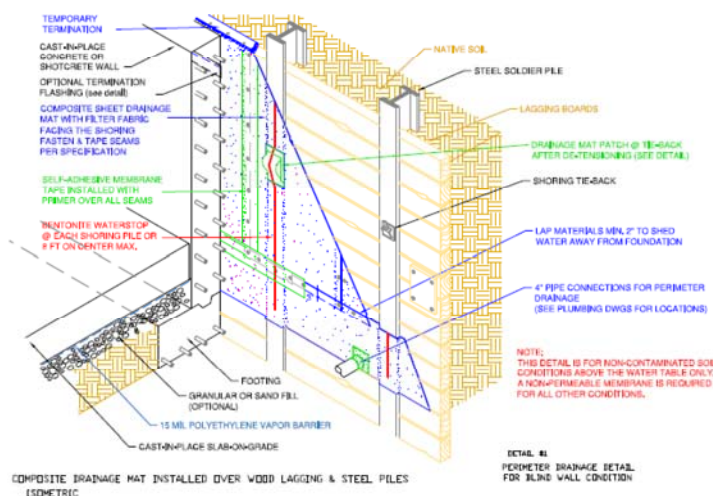 TEMPORARY
TERMINATION
CAST-IN-PLACE
CONCRETE OR
SHOTCRETE WALL
OPTIONAL TERMINATION
FLASHING (see detail)
COMPOSITE SHEET DRAINAGE
MAT WITH FILTER FABRIC
FACING THE SHORING
FASTEN & TAPE SEAMS
PER SPECIFICATION
SELF-ADHESIVE MEMBRANE
TAPE INSTALLED WITH
PRIMER OVER ALL SEAMS
BENTONITE WATERSTOP
@ EACH SHORING PILE OR
8 FT ON CENTER MAX.
NATIVE SOIL
STEEL SOLDIER PILE
LAGGING BOARDS
DRAINAGE MAT PATCH @ TIE-BACK
AFTER DE-TENSIONING (SEE DETAIL)
SHORING TIE-BACK
LAP MATERIALS MIN. 2" TO SHED
WATER AWAY FROM FOUNDATION
4" PIPE CONNECTIONS FOR PERIMETER
DRAINAGE
(SEE PLUMBING DWGS FOR LOCATIONS)
NOTE:
THIS DETAIL IS FOR NON-CONTAMINATED SOIL
CONDITIONS ABOVE THE WATER TABLE ONLY.
A NON-PERMEABLE MEMBRANE IS REQUIRED
FOR ALL OTHER CONDITIONS.
FOOTING
GRANULAR OR SAND FILL
(OPTIONAL)
15 MIL POLYETHYLENE VAPOR BARRIER
CAST-IN-PLACE SLAB-ON-GRADE
DETAIL #1
PERIMETER DRAINAGE DETAIL
FOR BLIND WALL CONDITION
COMPOSITE DRAINAGE MAT INSTALLED OVER WOOD LAGGING & STEEL PILES
ISOMETRIC